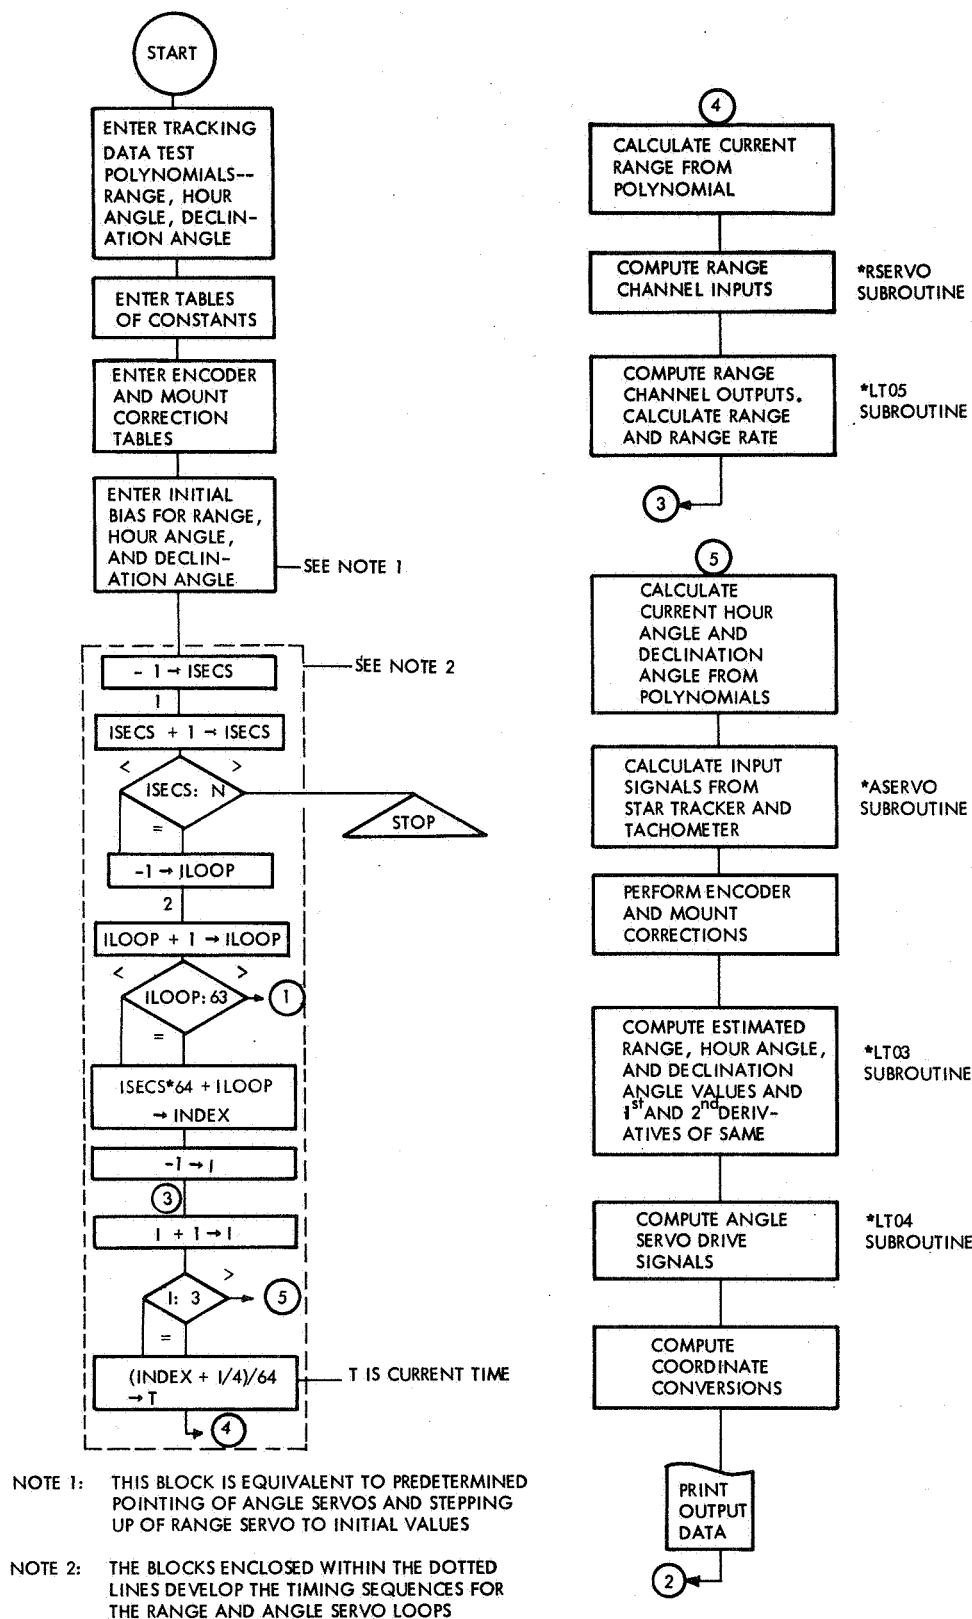 START
ENTER TRACKING
DATA TEST
POLYNOMIALS--
RANGE, HOUR
ANGLE, DECLIN-
ATION ANGLE
ENTER TABLES
OF CONSTANTS
ENTER ENCODER
AND MOUNT
CORRECTION
TABLES
ENTER INITIAL
BIAS FOR RANGE,
HOUR ANGLE,
AND DECLIN-
ATION ANGLE
SEE NOTE 1
- 1 → ISECS
SEE NOTE 2
1
ISECS + 1 → ISECS
< >
ISECS: N
=
STOP
-1 → ILOOP
2
ILOOP + 1 → ILOOP
< >
ILOOP: 63
1
=
ISECS*64 + ILOOP
→ INDEX
-1 → I
3
I + 1 → I
>
I: 3
5
=
(INDEX + I/4)/64
→ T
T IS CURRENT TIME
4
4
CALCULATE CURRENT
RANGE FROM
POLYNOMIAL
COMPUTE RANGE
CHANNEL INPUTS
*RSERVO
SUBROUTINE
COMPUTE RANGE
CHANNEL OUTPUTS.
CALCULATE RANGE
AND RANGE RATE
*LT05
SUBROUTINE
3
5
CALCULATE
CURRENT HOUR
ANGLE AND
DECLINATION
ANGLE FROM
POLYNOMIALS
CALCULATE INPUT
SIGNALS FROM
STAR TRACKER AND
TACHOMETER
*ASERVO
SUBROUTINE
PERFORM ENCODER
AND MOUNT
CORRECTIONS
COMPUTE ESTIMATED
RANGE, HOUR ANGLE,
AND DECLINATION
ANGLE VALUES AND
1st AND 2nd DERIV-
ATIVES OF SAME
*LT03
SUBROUTINE
COMPUTE ANGLE
SERVO DRIVE
SIGNALS
*LT04
SUBROUTINE
COMPUTE
COORDINATE
CONVERSIONS
PRINT
OUTPUT
DATA
2
NOTE 1: THIS BLOCK IS EQUIVALENT TO PREDETERMINED
POINTING OF ANGLE SERVOS AND STEPPING
UP OF RANGE SERVO TO INITIAL VALUES
NOTE 2: THE BLOCKS ENCLOSED WITHIN THE DOTTED
LINES DEVELOP THE TIMING SEQUENCES FOR
THE RANGE AND ANGLE SERVO LOOPS